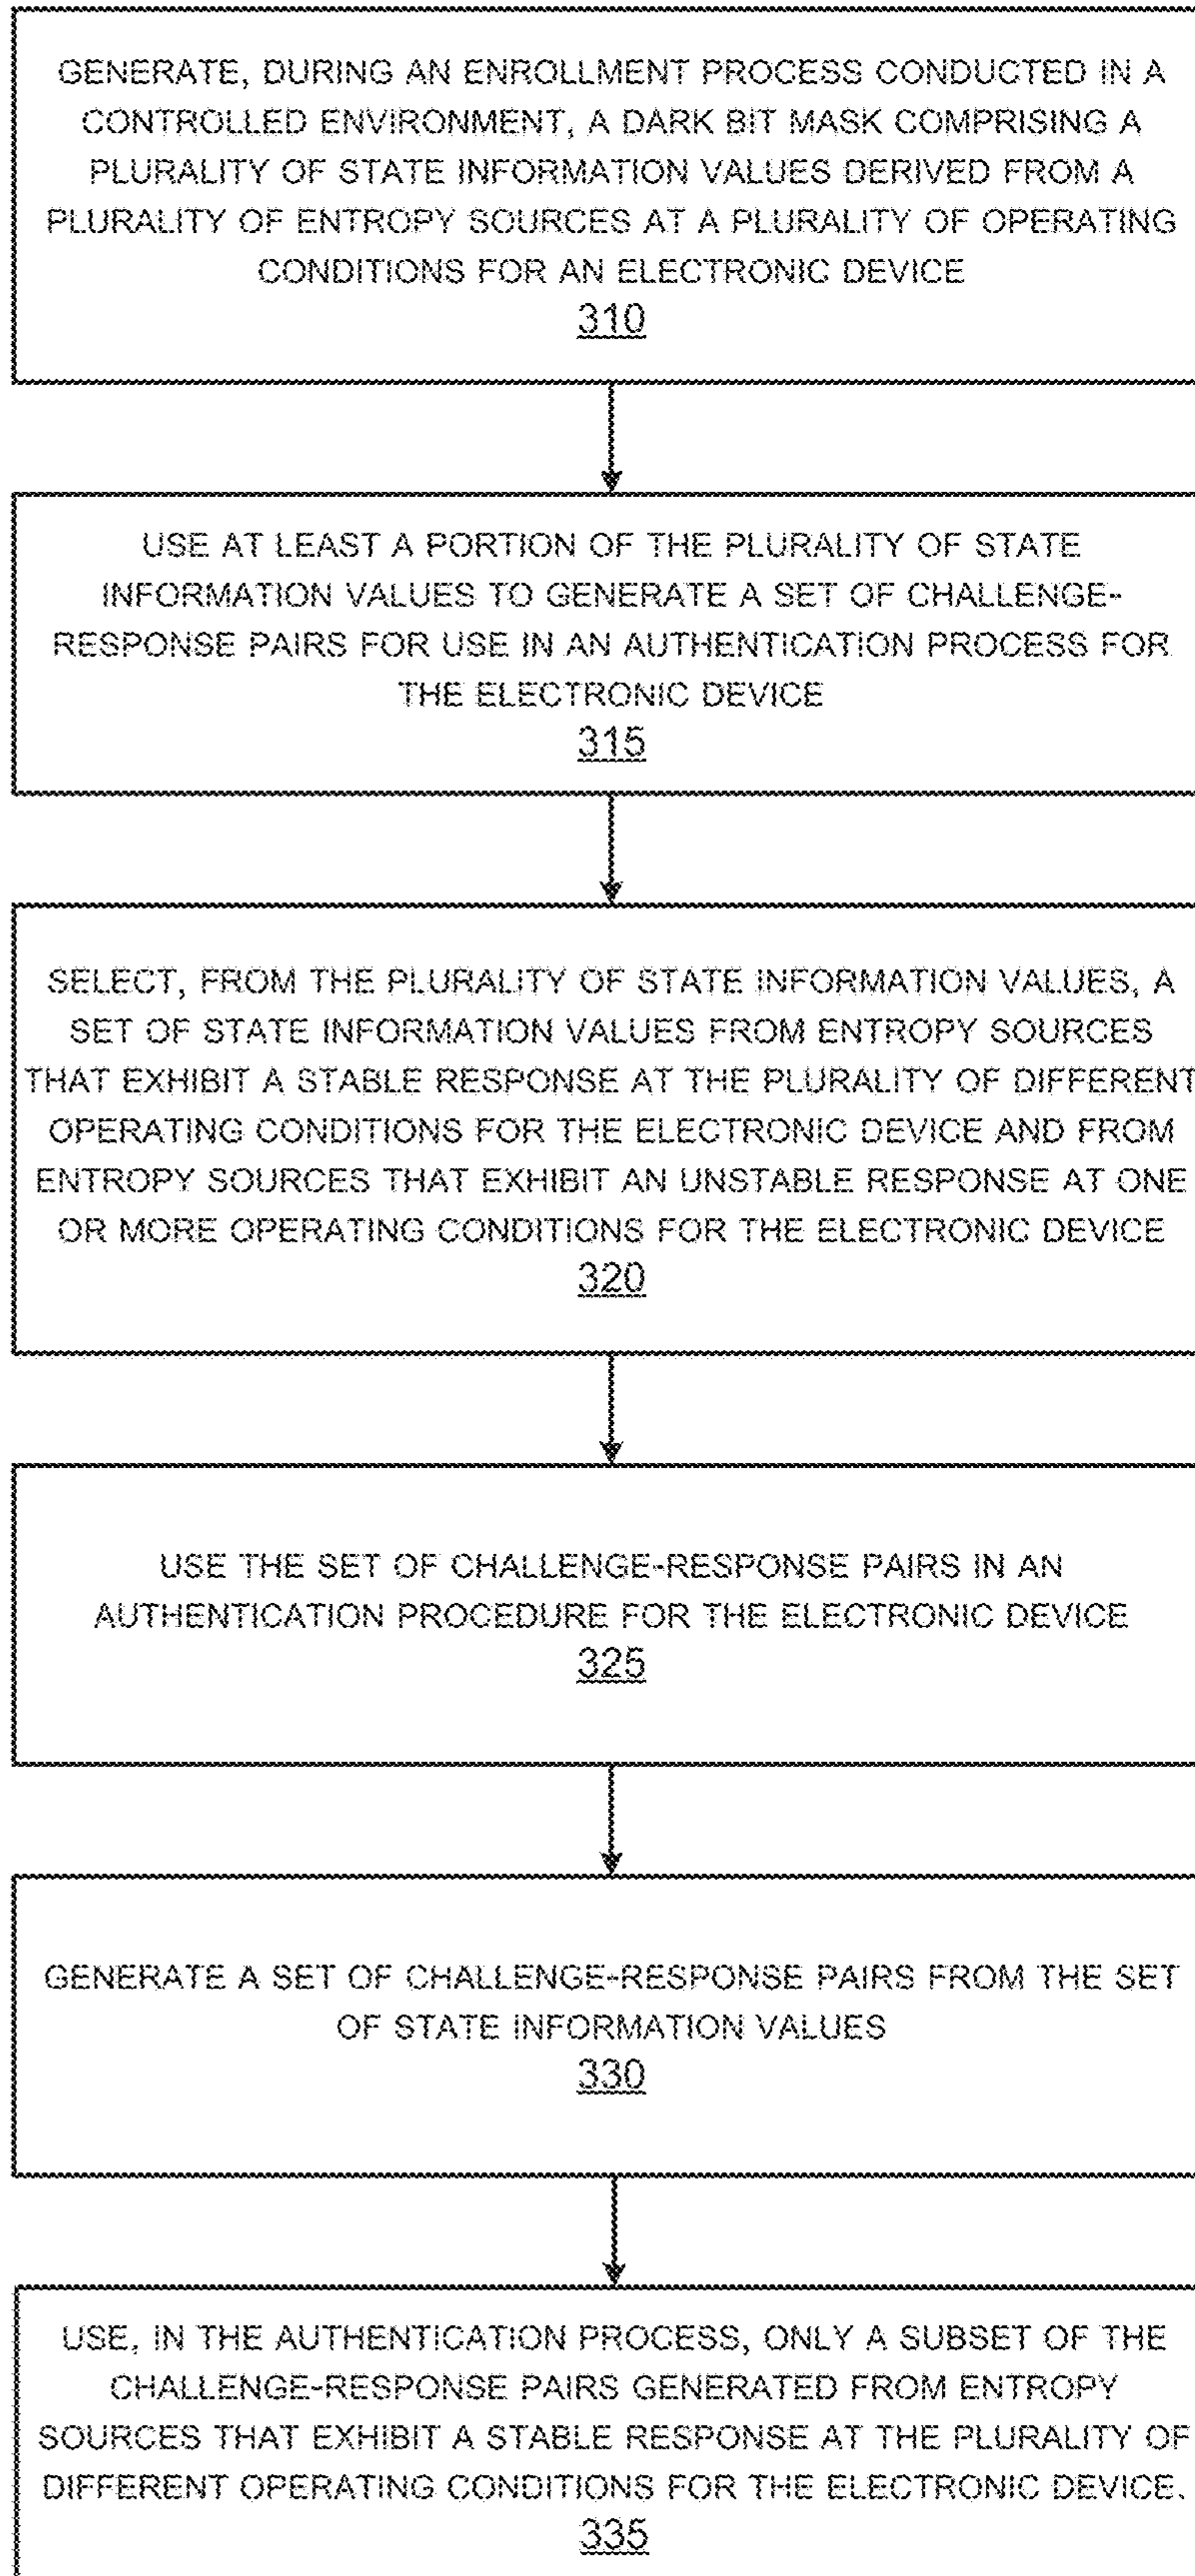 GENERATE, DURING AN ENROLLMENT PROCESS CONDUCTED IN A
CONTROLLED ENVIRONMENT, A DARK BIT MASK COMPRISING A
PLURALITY OF STATE INFORMATION VALUES DERIVED FROM A
PLURALITY OF ENTROPY SOURCES AT A PLURALITY OF OPERATING
CONDITIONS FOR AN ELECTRONIC DEVICE
310
USE AT LEAST A PORTION OF THE PLURALITY OF STATE
INFORMATION VALUES TO GENERATE A SET OF CHALLENGE-
RESPONSE PAIRS FOR USE IN AN AUTHENTICATION PROCESS FOR
THE ELECTRONIC DEVICE
315
SELECT, FROM THE PLURALITY OF STATE INFORMATION VALUES, A
SET OF STATE INFORMATION VALUES FROM ENTROPY SOURCES
THAT EXHIBIT A STABLE RESPONSE AT THE PLURALITY OF DIFFERENT
OPERATING CONDITIONS FOR THE ELECTRONIC DEVICE AND FROM
ENTROPY SOURCES THAT EXHIBIT AN UNSTABLE RESPONSE AT ONE
OR MORE OPERATING CONDITIONS FOR THE ELECTRONIC DEVICE
320
USE THE SET OF CHALLENGE-RESPONSE PAIRS IN AN
AUTHENTICATION PROCEDURE FOR THE ELECTRONIC DEVICE
325
GENERATE A SET OF CHALLENGE-RESPONSE PAIRS FROM THE SET
OF STATE INFORMATION VALUES
330
USE, IN THE AUTHENTICATION PROCESS, ONLY A SUBSET OF THE
CHALLENGE-RESPONSE PAIRS GENERATED FROM ENTROPY
SOURCES THAT EXHIBIT A STABLE RESPONSE AT THE PLURALITY OF
DIFFERENT OPERATING CONDITIONS FOR THE ELECTRONIC DEVICE.
335